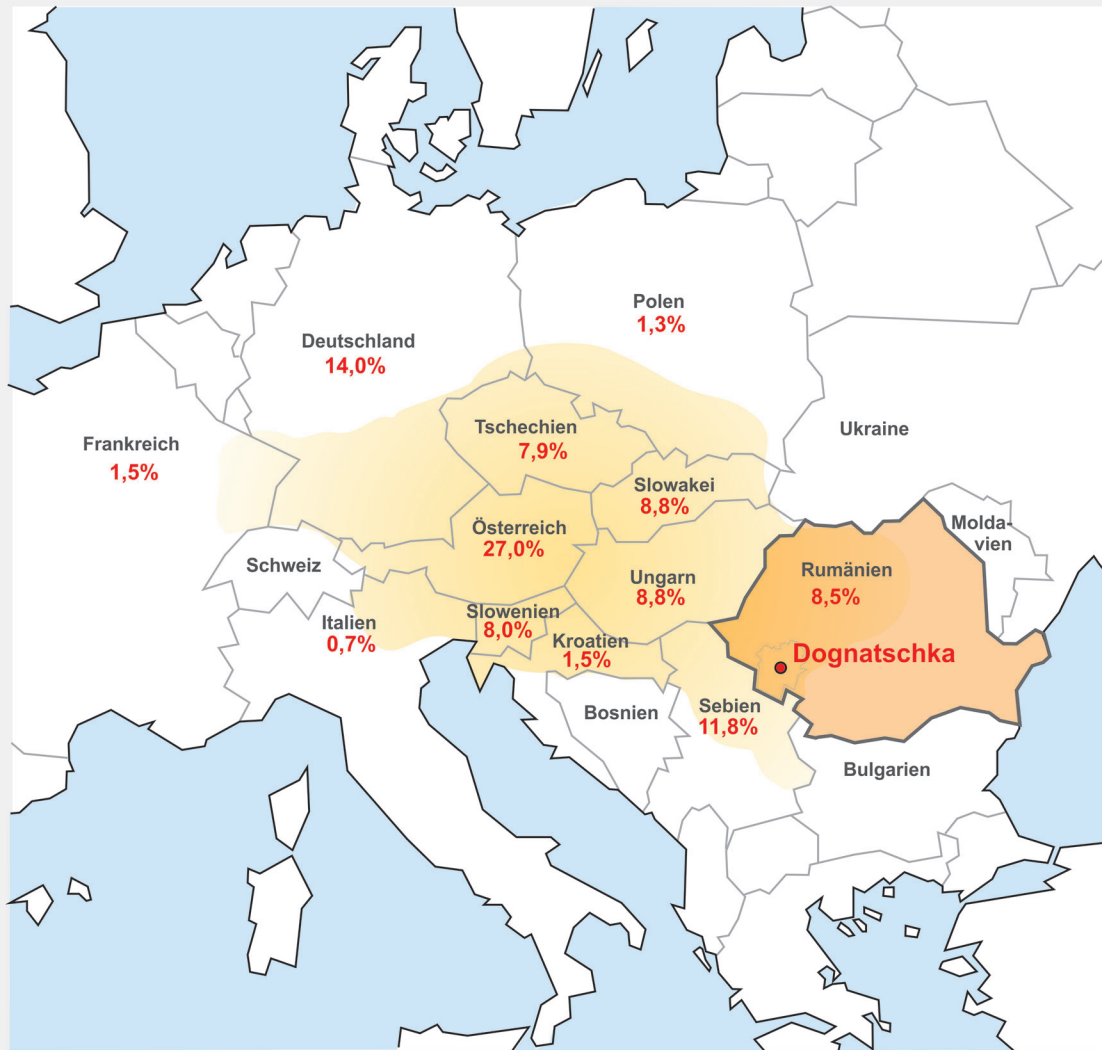 Polen
1,3%
Deutschland
14,0%
Tschechien
7,9%
Ukraine
Frankreich
1,5%
Slowakei
8,8%
Österreich
27,0%
Molda-
vien
Schweiz
Ungarn
8,8%
Rumänien
8,5%
Italien
0,7%
Slowenien
8,0%
Kroatien
1,5%
Dognatschka
Bosnien
Sebien
11,8%
Bulgarien